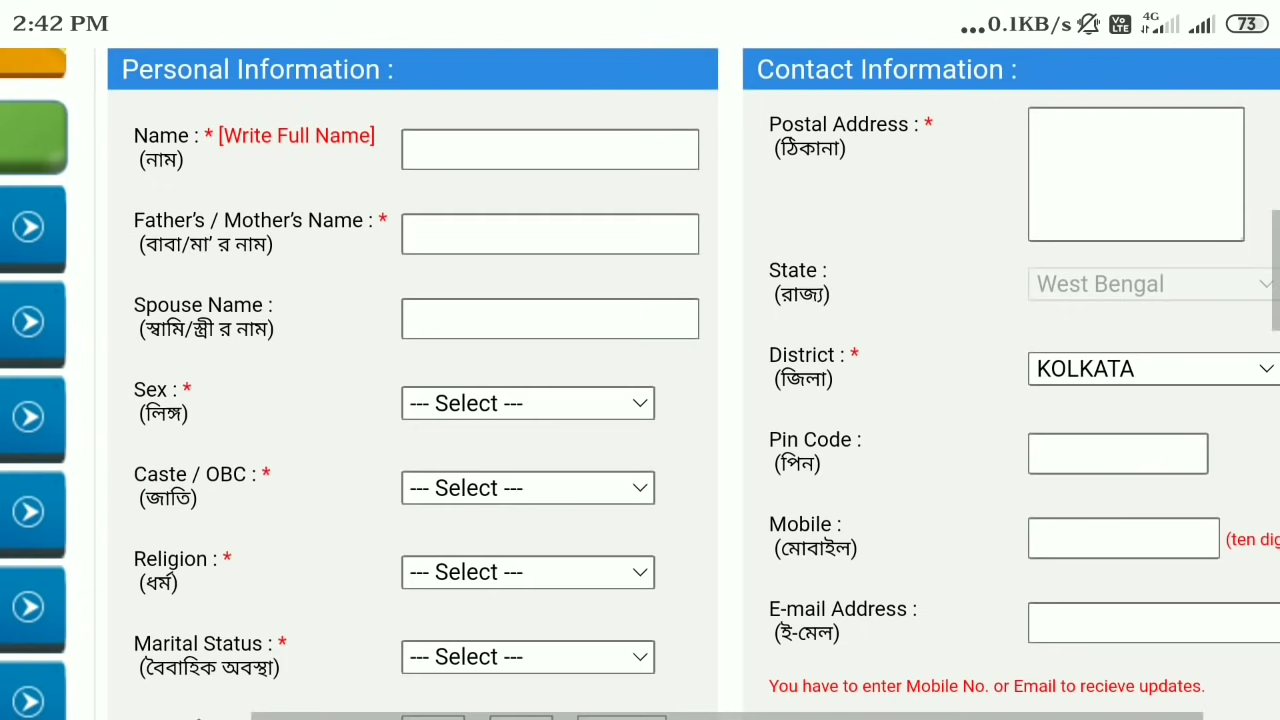 2:42 PM
...0.1KB/s Vo LTE 4G 73
Personal Information :
Name : * [Write Full Name]
(নাম)
Father's / Mother's Name : *
(বাবা/মা' র নাম)
Spouse Name :
(স্বামি/স্ত্রী র নাম)
Sex : *
(লিঙ্গ)
--- Select ---
Caste / OBC : *
(জাতি)
--- Select ---
Religion : *
(ধর্ম)
--- Select ---
Marital Status : *
(বৈবাহিক অবস্থা)
--- Select ---
Contact Information :
Postal Address : *
(ঠিকানা)
State :
(রাজ্য)
West Bengal
District : *
(জিলা)
KOLKATA
Pin Code :
(পিন)
Mobile :
(মোবাইল)
(ten dig
E-mail Address :
(ই-মেল)
You have to enter Mobile No. or Email to recieve updates.